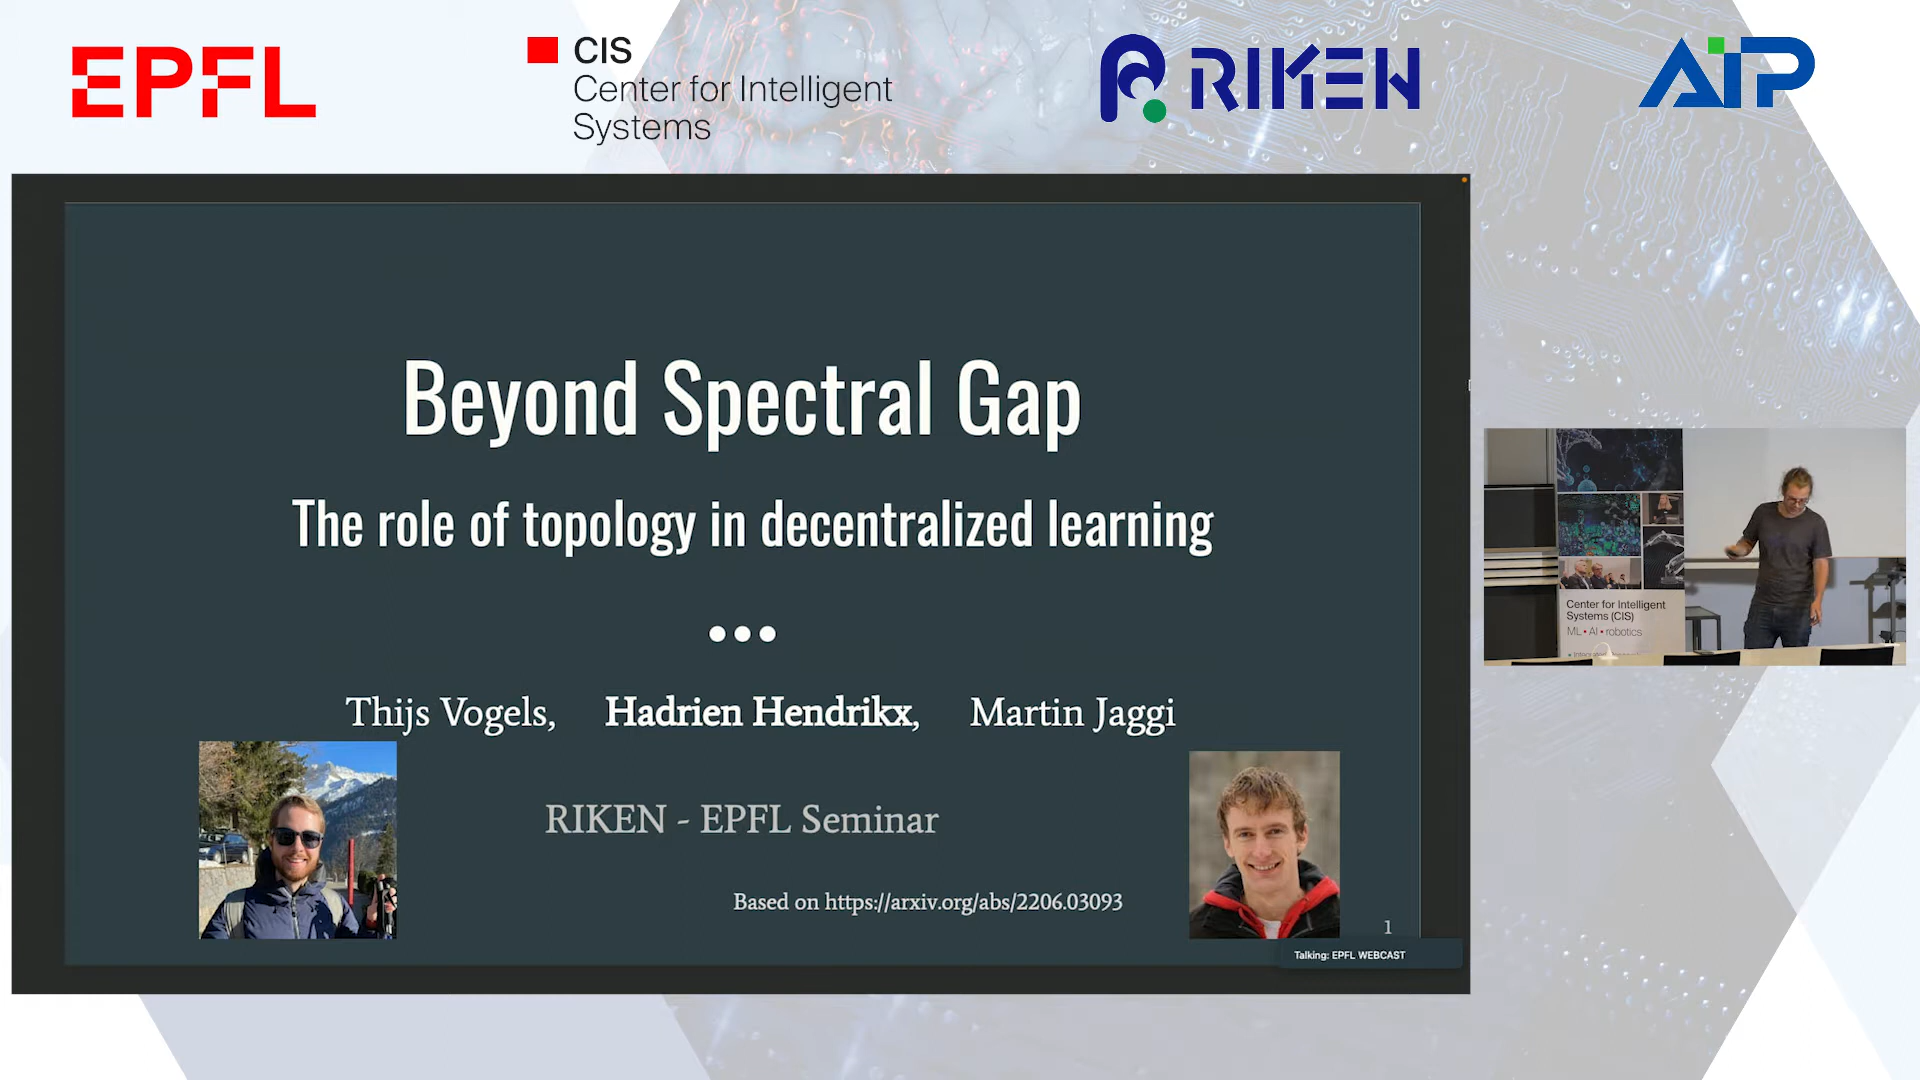 EPFL
CIS
Center for Intelligent
Systems
RIKEN
AIP
Beyond Spectral Gap
The role of topology in decentralized learning
Thijs Vogels, Hadrien Hendrikx, Martin Jaggi
RIKEN - EPFL Seminar
Based on https://arxiv.org/abs/2206.03093
1
Talking: EPFL WEBCAST
Center for Intelligent
Systems (CIS)
ML • AI • robotics